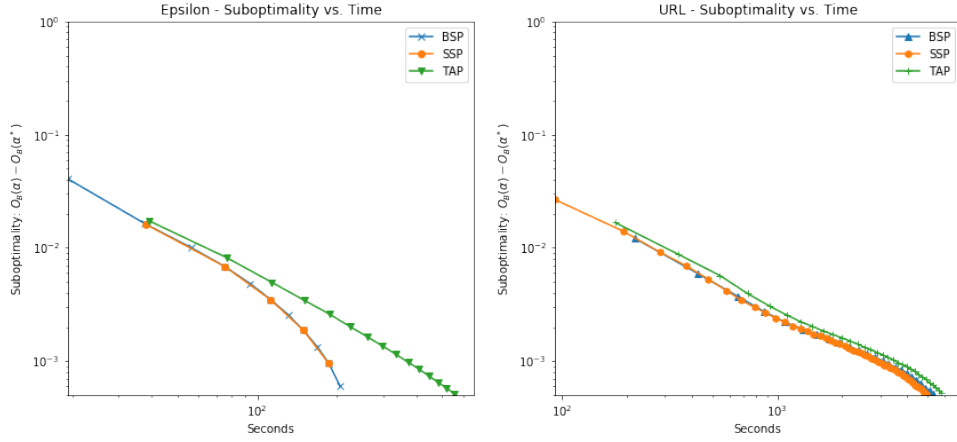 Epsilon - Suboptimality vs. Time
Suboptimality: O_B(α) − O_B(α*)
10^0
10^-1
10^-2
10^-3
10^2
Seconds
BSP
SSP
TAP
URL - Suboptimality vs. Time
Suboptimality: O_B(α) − O_B(α*)
10^0
10^-1
10^-2
10^-3
10^2
10^3
Seconds
BSP
SSP
TAP